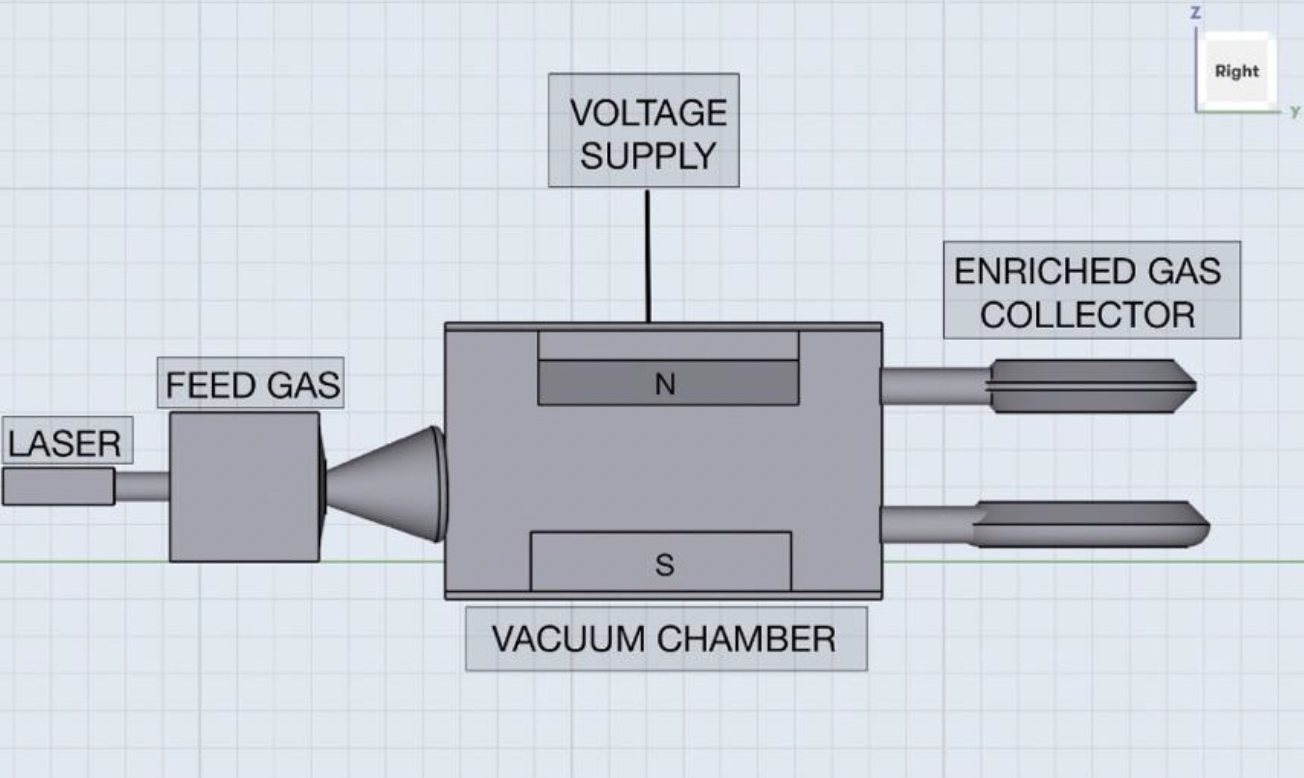 Z
Right
Y
VOLTAGE
SUPPLY
ENRICHED GAS
COLLECTOR
FEED GAS
N
LASER
S
VACUUM CHAMBER